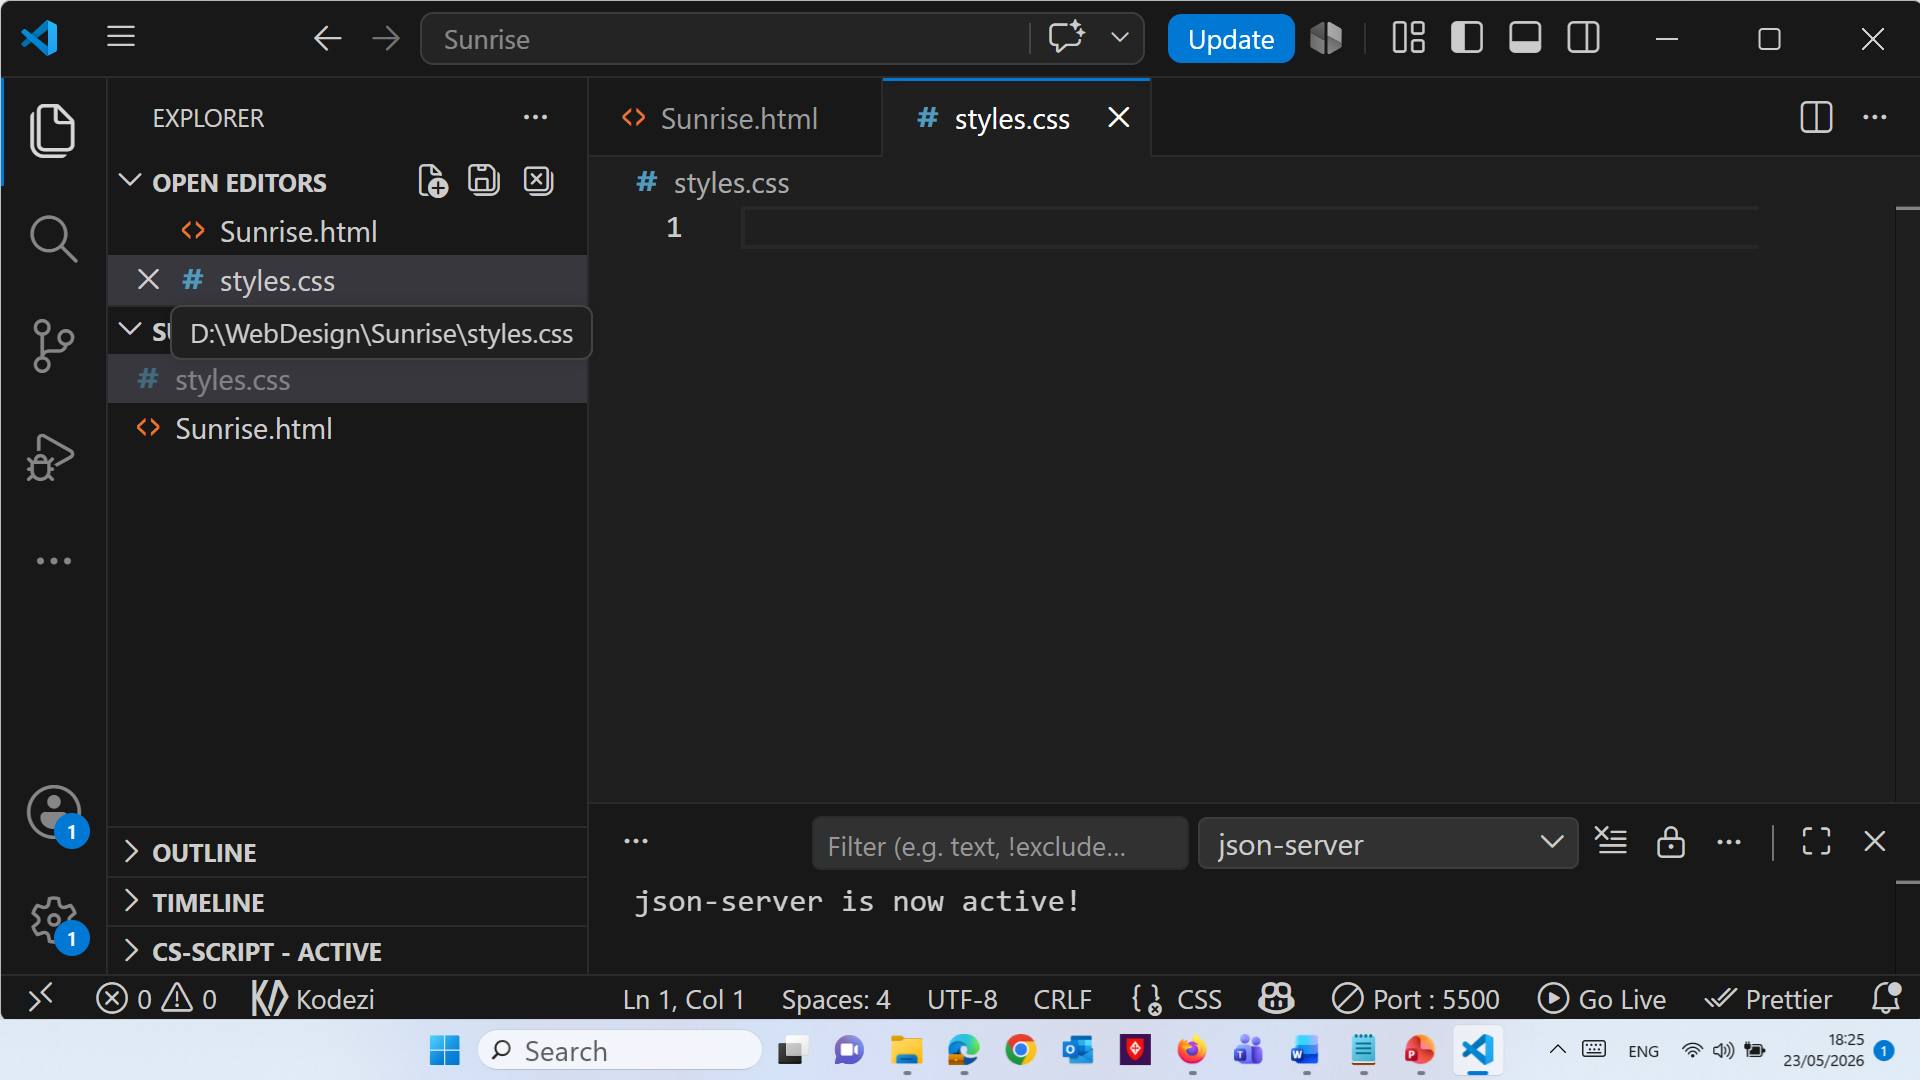 Sunrise
Update
EXPLORER
OPEN EDITORS
Sunrise.html
styles.css
D:\WebDesign\Sunrise\styles.css
styles.css
Sunrise.html
OUTLINE
TIMELINE
CS-SCRIPT - ACTIVE
Sunrise.html
styles.css
styles.css
1
Filter (e.g. text, !exclude...
json-server
json-server is now active!
1
1
0 0 Kodezi Ln 1, Col 1 Spaces: 4 UTF-8 CRLF CSS Port : 5500 Go Live Prettier
Search
ENG
18:25
23/05/2026
1